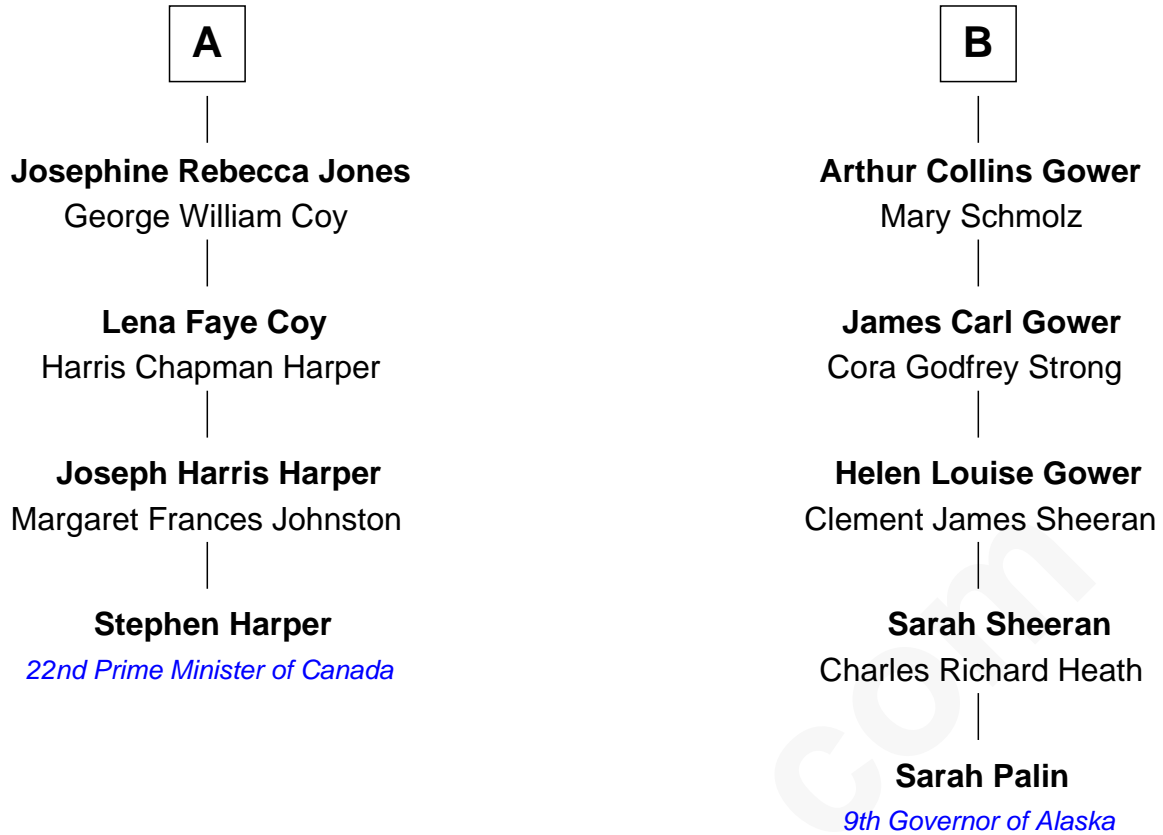 A
Josephine Rebecca Jones
George William Coy
Lena Faye Coy
Harris Chapman Harper
Joseph Harris Harper
Margaret Frances Johnston
Stephen Harper
22nd Prime Minister of Canada
B
Arthur Collins Gower
Mary Schmolz
James Carl Gower
Cora Godfrey Strong
Helen Louise Gower
Clement James Sheeran
Sarah Sheeran
Charles Richard Heath
Sarah Palin
9th Governor of Alaska
com